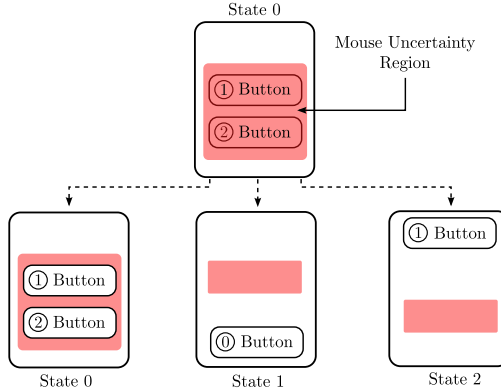 State 0
Mouse Uncertainty
Region
1 Button
2 Button
1 Button
2 Button
State 0
0 Button
State 1
1 Button
State 2